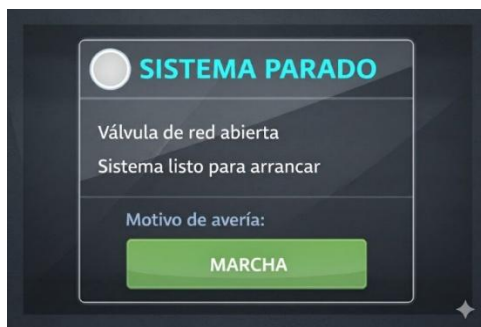 SISTEMA PARADO
Válvula de red abierta
Sistema listo para arrancar
Motivo de avería:
MARCHA